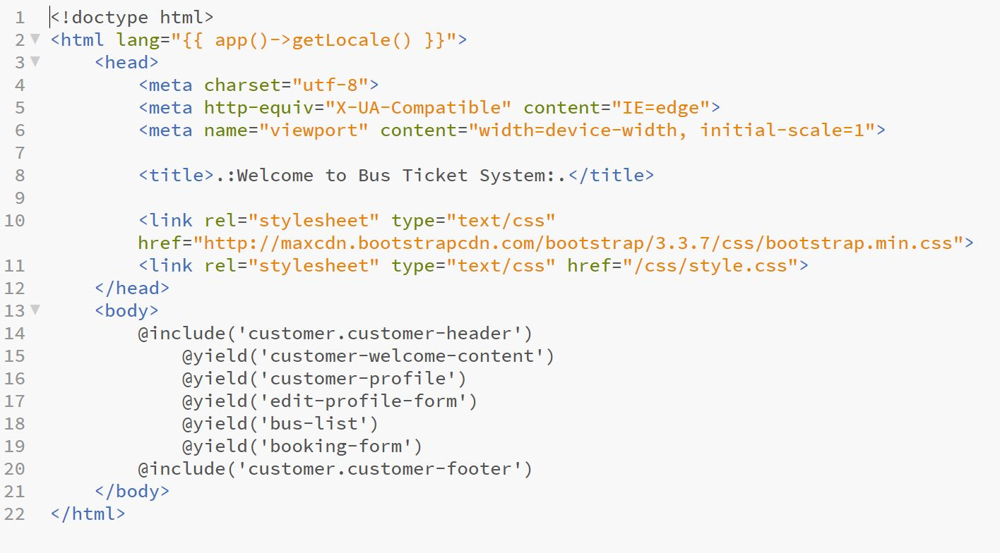 1 <!doctype html>
2 <html lang="{{ app()->getLocale() }}">
3     <head>
4         <meta charset="utf-8">
5         <meta http-equiv="X-UA-Compatible" content="IE=edge">
6         <meta name="viewport" content="width=device-width, initial-scale=1">
7
8         <title>.:Welcome to Bus Ticket System:.</title>
9
10         <link rel="stylesheet" type="text/css"
        href="http://maxcdn.bootstrapcdn.com/bootstrap/3.3.7/css/bootstrap.min.css">
11         <link rel="stylesheet" type="text/css" href="/css/style.css">
12     </head>
13     <body>
14         @include('customer.customer-header')
15             @yield('customer-welcome-content')
16             @yield('customer-profile')
17             @yield('edit-profile-form')
18             @yield('bus-list')
19             @yield('booking-form')
20         @include('customer.customer-footer')
21     </body>
22 </html>